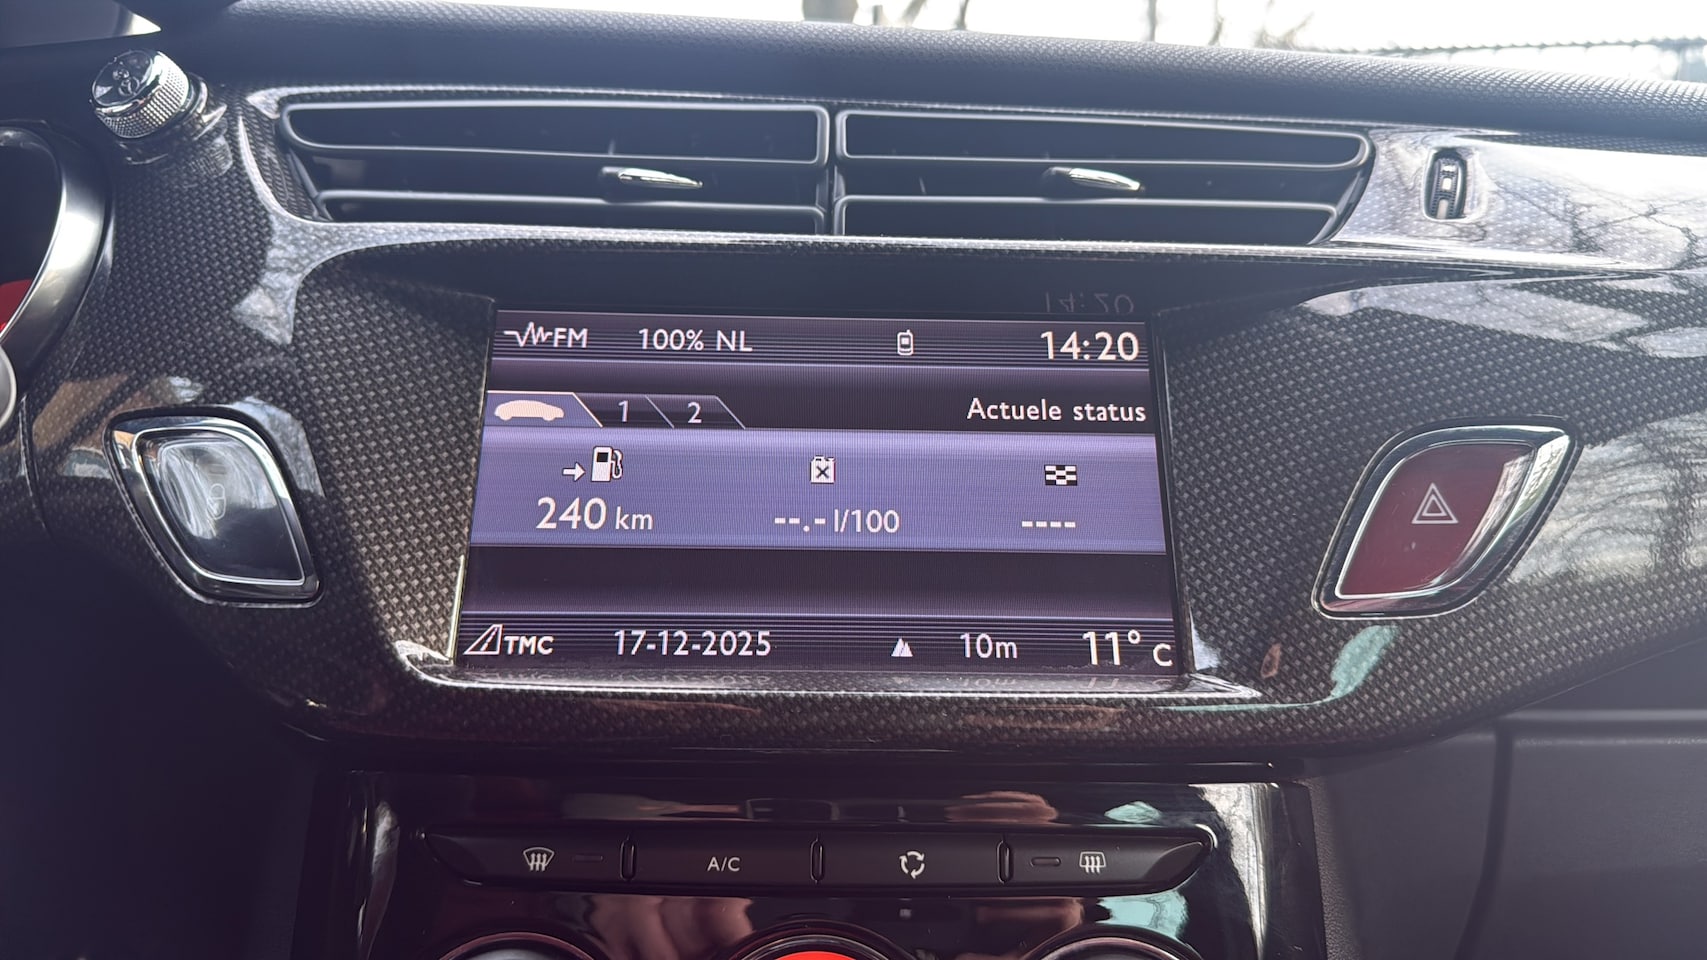 FM 100% NL 14:20
1 2 Actuele status
240 km --.- l/100 ----
TMC 17-12-2025 10m 11° c
A/C